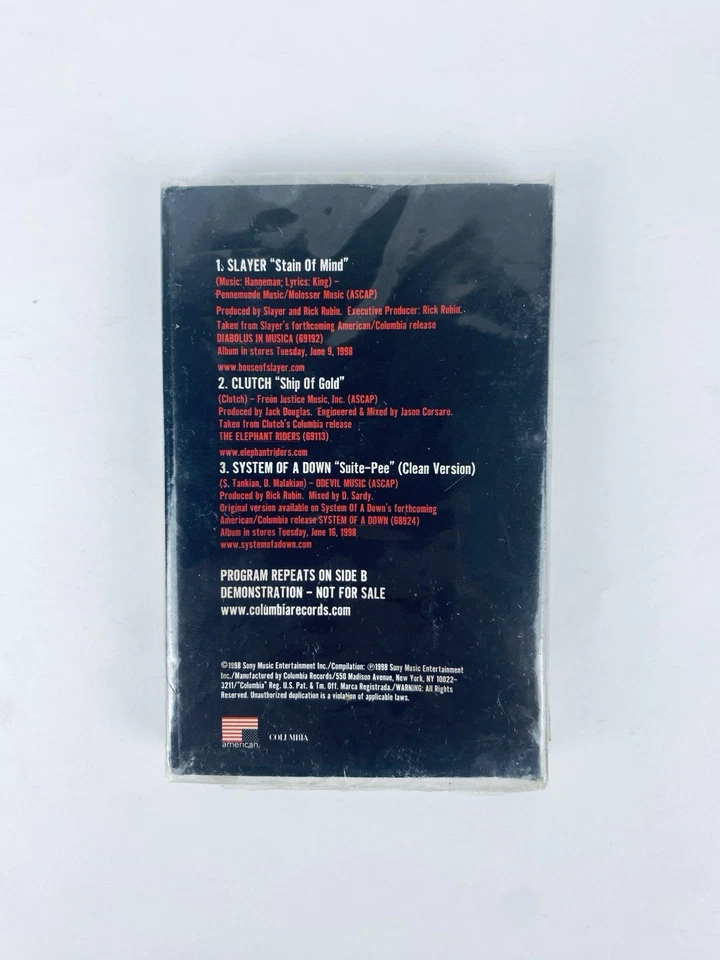 1. SLAYER "Stain Of Mind"
(Music: Hanneman; Lyrics: King) –
Pennemunde Music/Molosser Music (ASCAP)
Produced by Slayer and Rick Rubin. Executive Producer: Rick Rubin.
Taken from Slayer's forthcoming American/Columbia release
DIABOLUS IN MUSICA (69192)
Album in stores Tuesday, June 9, 1998
www.houseofslayer.com
2. CLUTCH "Ship Of Gold"
(Clutch) – Freon Justice Music, Inc. (ASCAP)
Produced by Jack Douglas. Engineered & Mixed by Jason Corsaro.
Taken from Clutch's Columbia release
THE ELEPHANT RIDERS (69113)
www.elephantriders.com
3. SYSTEM OF A DOWN "Suite-Pee" (Clean Version)
(S. Tankian, D. Malakian) – DDEVIL MUSIC (ASCAP)
Produced by Rick Rubin. Mixed by D. Sardy.
Original version available on System Of A Down's forthcoming
American/Columbia release SYSTEM OF A DOWN (68924)
Album in stores Tuesday, June 16, 1998
www.systemofadown.com
PROGRAM REPEATS ON SIDE B
DEMONSTRATION – NOT FOR SALE
www.columbiarecords.com
©1998 Sony Music Entertainment Inc./Compilation: ℗1998 Sony Music Entertainment
Inc./Manufactured by Columbia Records/550 Madison Avenue, New York, NY 10022-
3211/"Columbia" Reg. U.S. Pat. & Tm. Off. Marca Registrada./WARNING: All Rights
Reserved. Unauthorized duplication is a violation of applicable laws.
american COLUMBIA